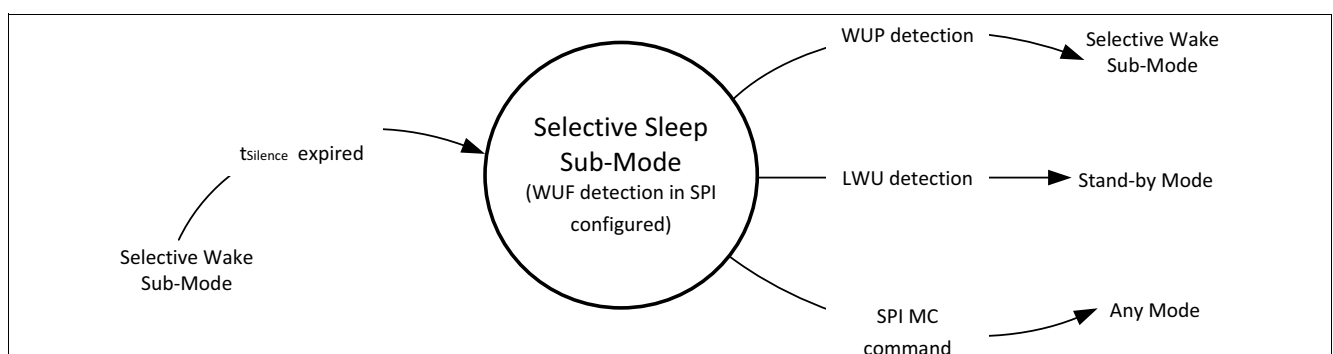 WUP detection
Selective Wake
Sub-Mode
tSilence expired
Selective Sleep
Sub-Mode
(WUF detection in SPI
configured)
LWU detection
Stand-by Mode
Selective Wake
Sub-Mode
SPI MC
command
Any Mode